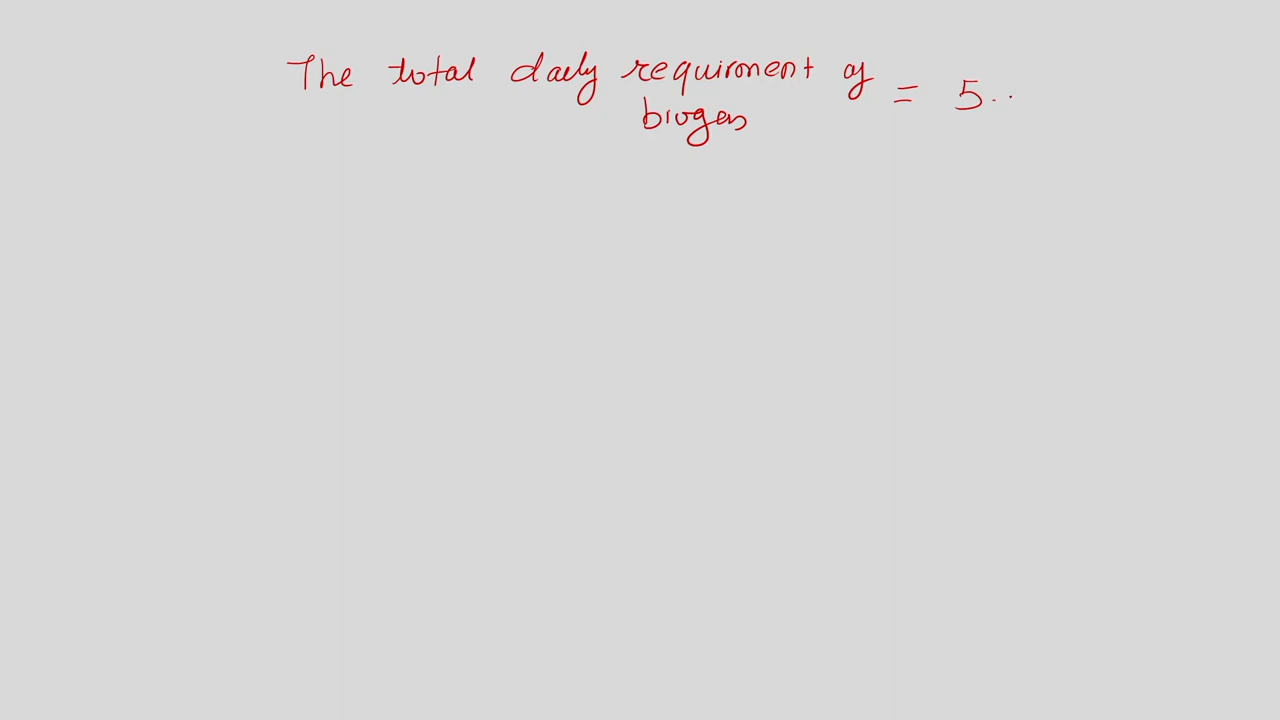 The total daily requirment of = 5..
biogas